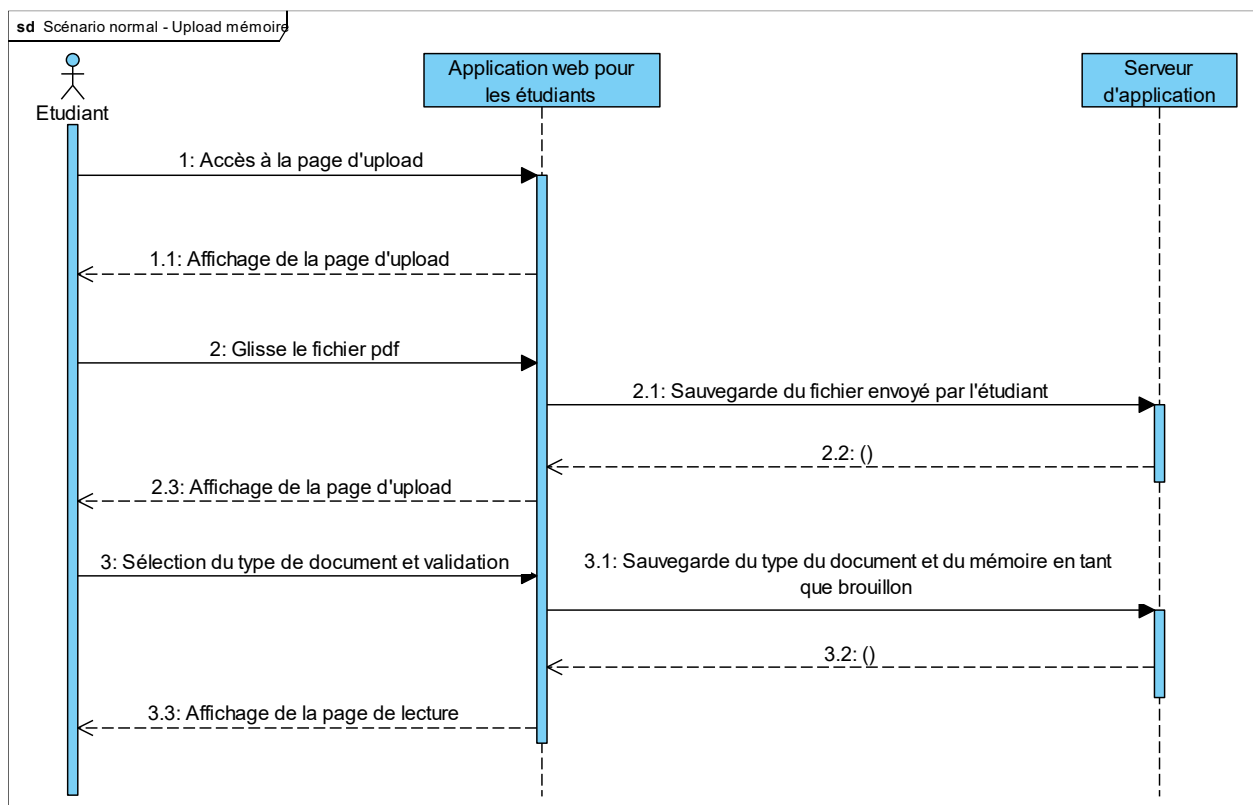 sd Scénario normal - Upload mémoire
Application web pour
les étudiants
Serveur
d'application
Etudiant
1: Accès à la page d'upload
1.1: Affichage de la page d'upload
2: Glisse le fichier pdf
2.1: Sauvegarde du fichier envoyé par l'étudiant
2.2: ()
2.3: Affichage de la page d'upload
3: Sélection du type de document et validation
3.1: Sauvegarde du type du document et du mémoire en tant
que brouillon
3.2: ()
3.3: Affichage de la page de lecture